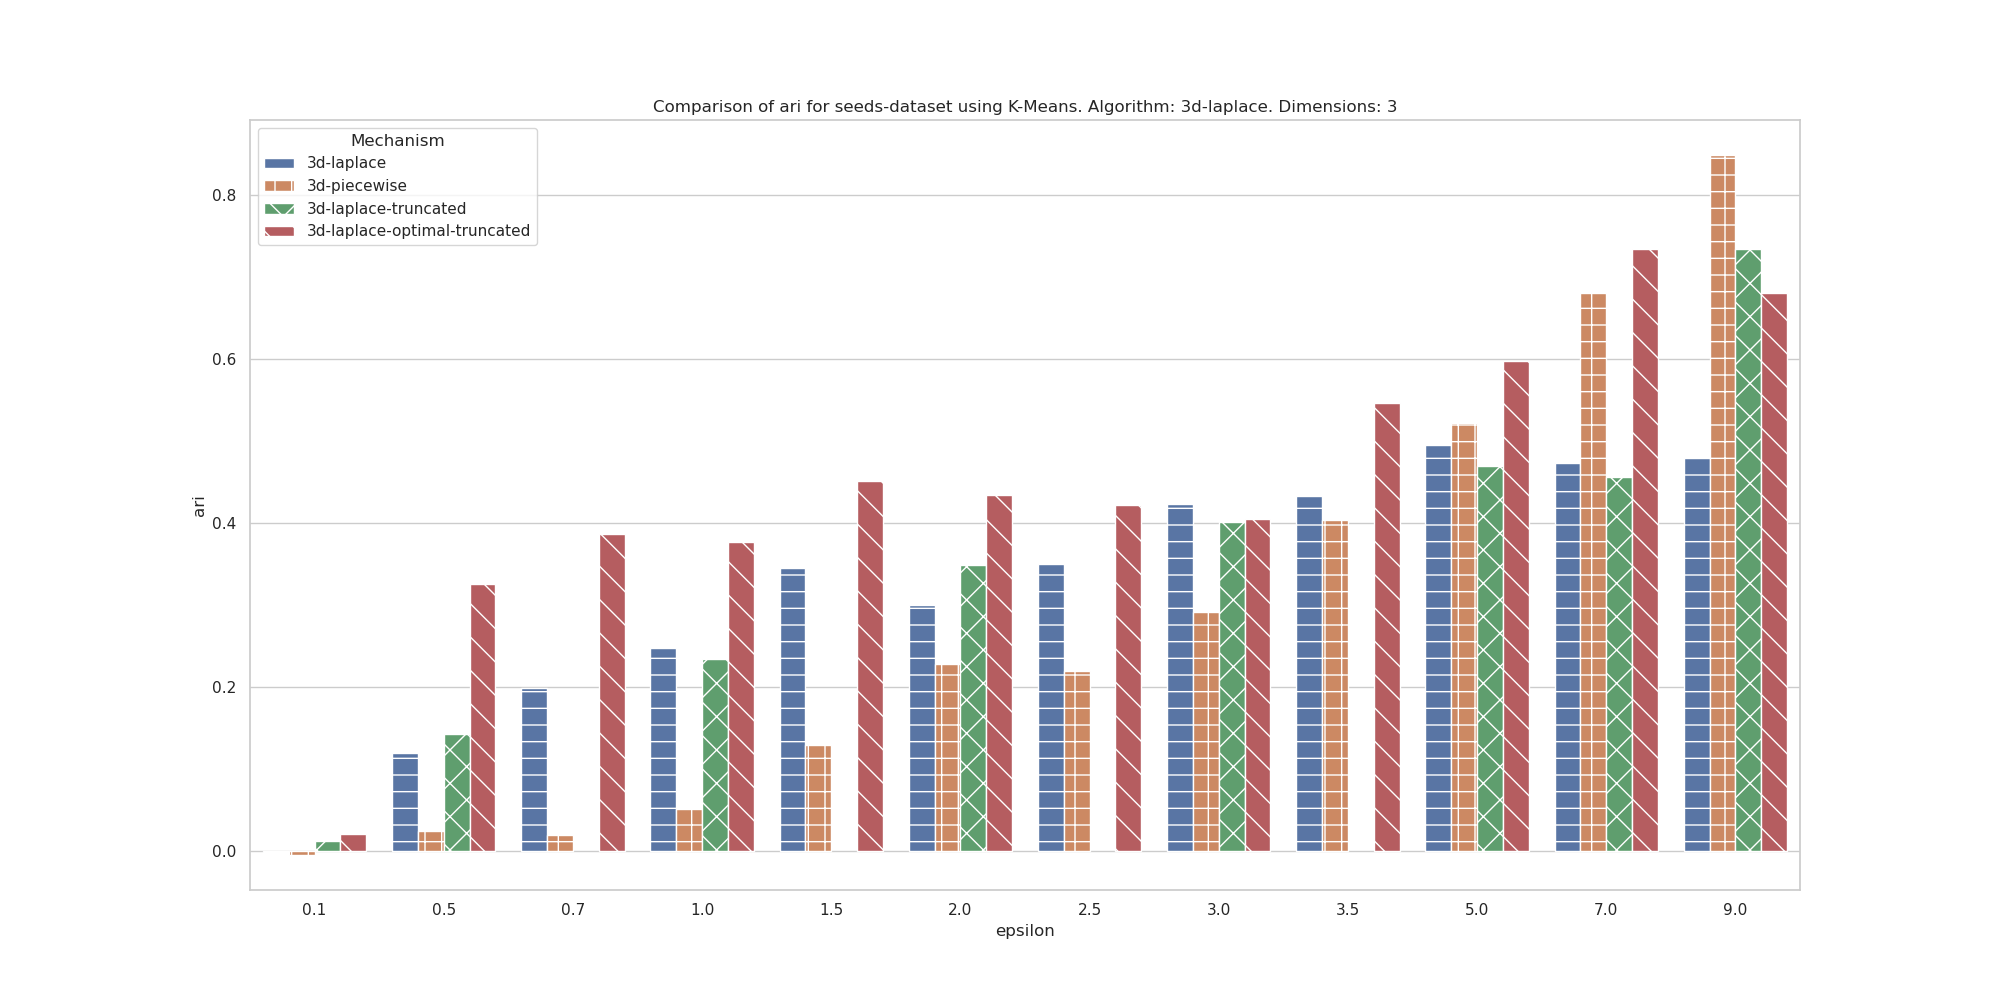 Comparison of ari for seeds-dataset using K-Means. Algorithm: 3d-laplace. Dimensions: 3
Mechanism
3d-laplace
3d-piecewise
3d-laplace-truncated
3d-laplace-optimal-truncated
0.8
0.6
0.4
0.2
0.0
ari
0.1 0.5 0.7 1.0 1.5 2.0 2.5 3.0 3.5 5.0 7.0 9.0
epsilon